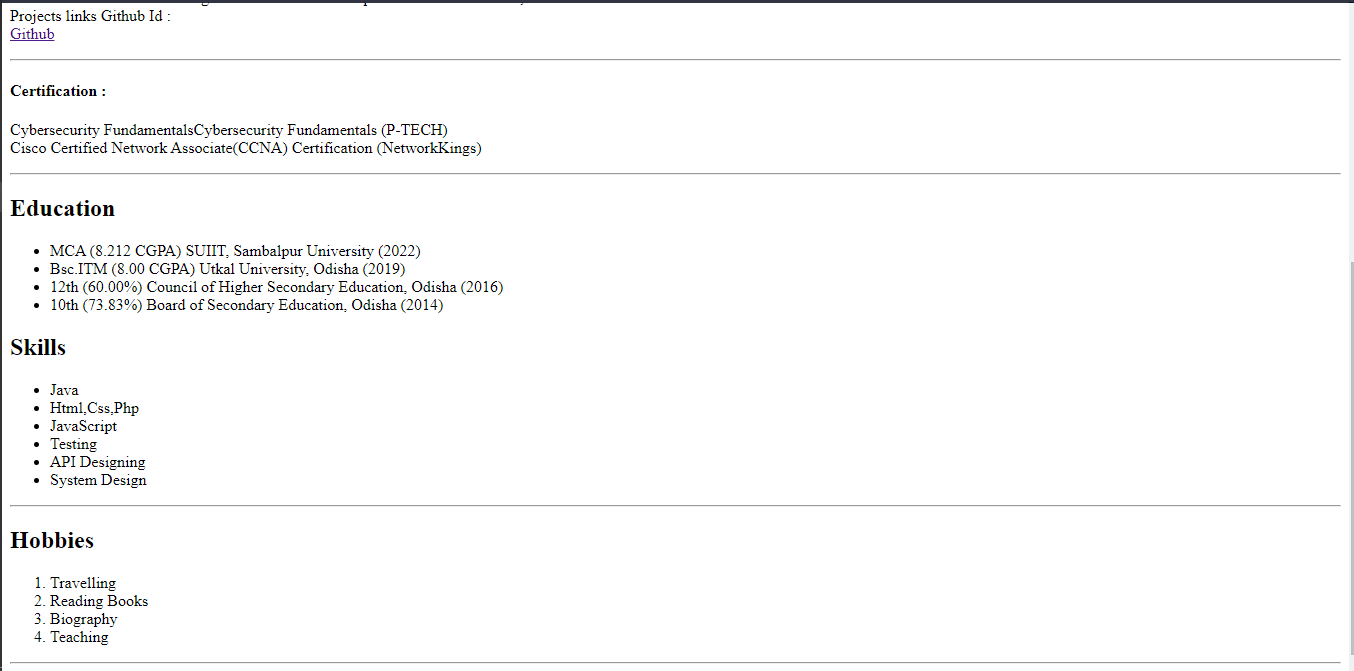 Projects links Github Id :
Github
Certification :
Cybersecurity FundamentalsCybersecurity Fundamentals (P-TECH)
Cisco Certified Network Associate(CCNA) Certification (NetworkKings)
Education
• MCA (8.212 CGPA) SUIIT, Sambalpur University (2022)
• Bsc.ITM (8.00 CGPA) Utkal University, Odisha (2019)
• 12th (60.00%) Council of Higher Secondary Education, Odisha (2016)
• 10th (73.83%) Board of Secondary Education, Odisha (2014)
Skills
• Java
• Html,Css,Php
• JavaScript
• Testing
• API Designing
• System Design
Hobbies
1. Travelling
2. Reading Books
3. Biography
4. Teaching